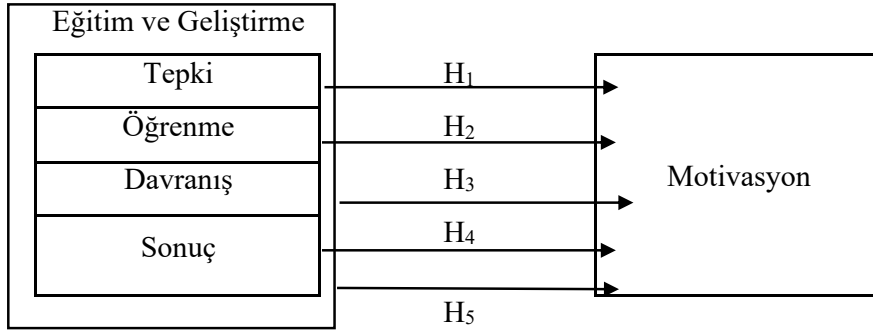 Eğitim ve Geliştirme
Tepki
H₁
Öğrenme
H₂
Davranış
H₃
Motivasyon
Sonuç
H₄
H₅